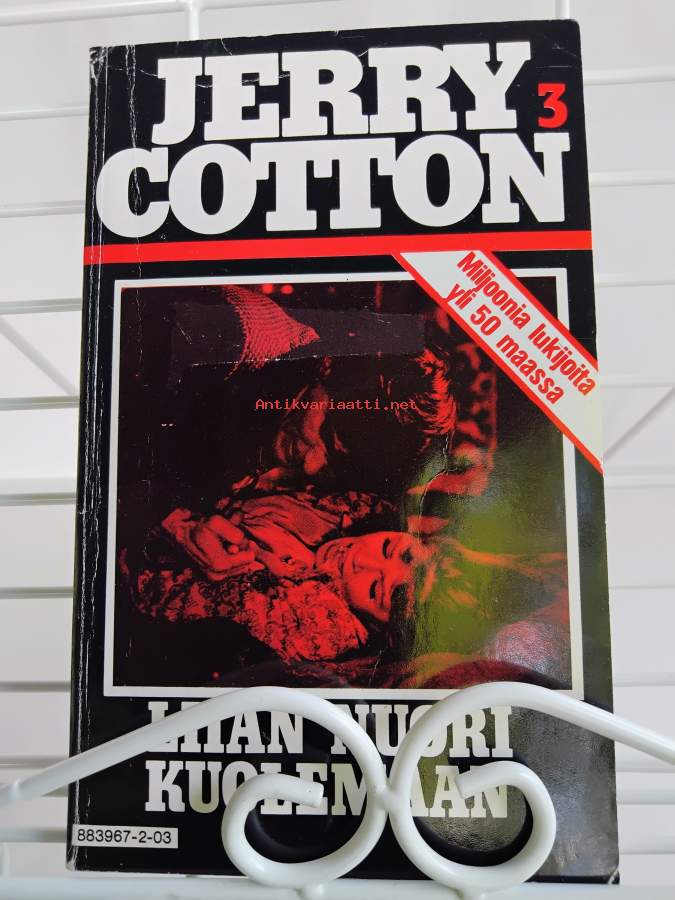 JERRY
3
COTTON
Miljoonia lukijoita
yli 50 maassa
Antikvariaatti.net
LIIAN NUORI
KUOLEMAAN
883967-2-03